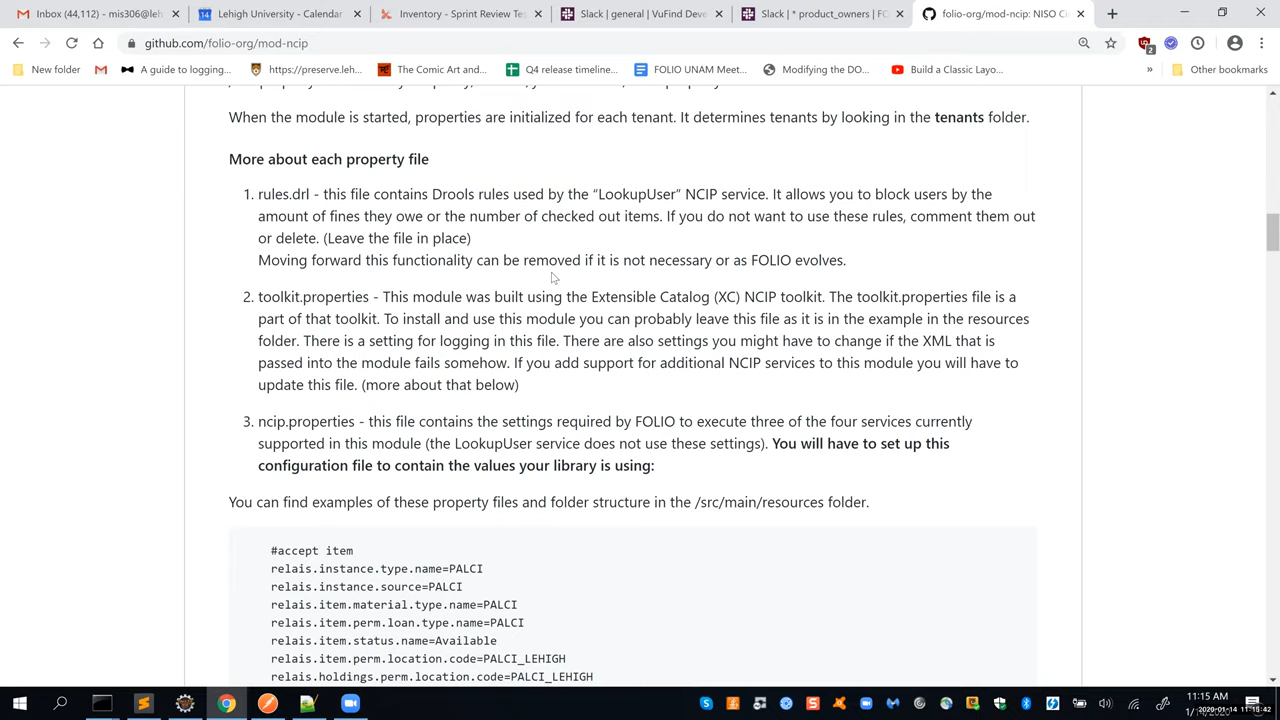 Inbox (44,112) - mis306@leh
Lehigh University - Calendar
Inventory - Sprint Review Tes
Slack | general | VuFind Dev
Slack | * product_owners | FO
folio-org/mod-ncip: NISO Ci
github.com/folio-org/mod-ncip
2
New folder
A guide to logging...
https://preserve.leh...
The Comic Art and...
Q4 release timeline...
FOLIO UNAM Meet...
Modifying the DO...
Build a Classic Layo...
»
Other bookmarks
When the module is started, properties are initialized for each tenant. It determines tenants by looking in the tenants folder.
More about each property file
1. rules.drl - this file contains Drools rules used by the “LookupUser” NCIP service. It allows you to block users by the
amount of fines they owe or the number of checked out items. If you do not want to use these rules, comment them out
or delete. (Leave the file in place)
Moving forward this functionality can be removed if it is not necessary or as FOLIO evolves.
2. toolkit.properties - This module was built using the Extensible Catalog (XC) NCIP toolkit. The toolkit.properties file is a
part of that toolkit. To install and use this module you can probably leave this file as it is in the example in the resources
folder. There is a setting for logging in this file. There are also settings you might have to change if the XML that is
passed into the module fails somehow. If you add support for additional NCIP services to this module you will have to
update this file. (more about that below)
3. ncip.properties - this file contains the settings required by FOLIO to execute three of the four services currently
supported in this module (the LookupUser service does not use these settings). You will have to set up this
configuration file to contain the values your library is using:
You can find examples of these property files and folder structure in the /src/main/resources folder.
#accept item
relais.instance.type.name=PALCI
relais.instance.source=PALCI
relais.item.material.type.name=PALCI
relais.item.perm.loan.type.name=PALCI
relais.item.status.name=Available
relais.item.perm.location.code=PALCI_LEHIGH
relais.holdings.perm.location.code=PALCI_LEHIGH
11:15 AM
2020-01-14 11:15:42